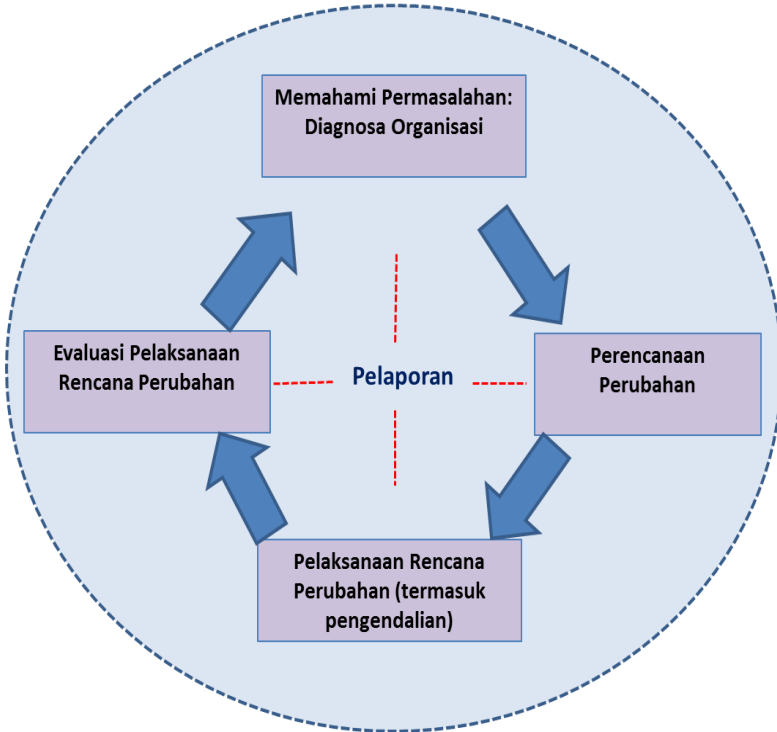 Memahami Permasalahan:
Diagnosa Organisasi
Evaluasi Pelaksanaan
Rencana Perubahan
Pelaporan
Perencanaan
Perubahan
Pelaksanaan Rencana
Perubahan (termasuk
pengendalian)